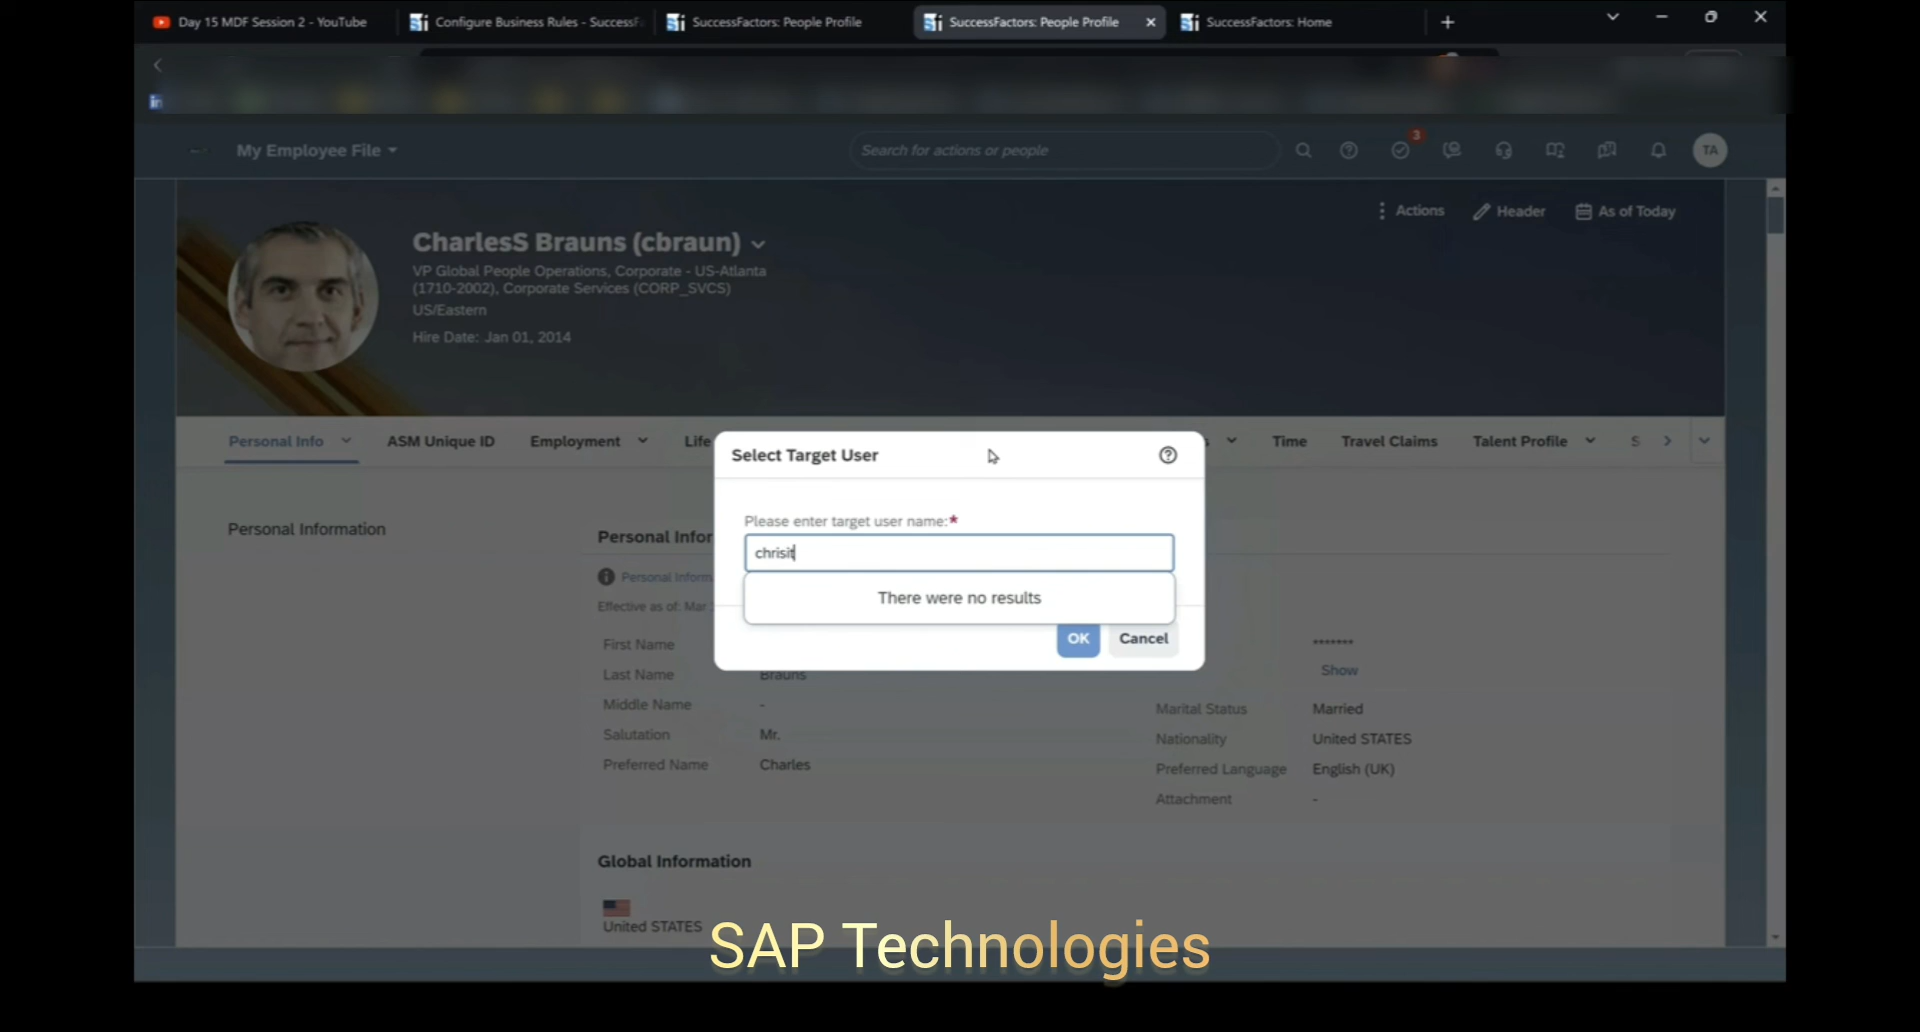 Day 15 MDF Session 2 - YouTube
Configure Business Rules - SuccessF
SuccessFactors: People Profile
SuccessFactors: People Profile
SuccessFactors: Home
in
My Employee File
Search for actions or people
3
TA
Actions
Header
As of Today
CharlesS Brauns (cbraun)
VP Global People Operations, Corporate - US-Atlanta
(1710-2002), Corporate Services (CORP_SVCS)
US/Eastern
Hire Date: Jan 01, 2014
Personal Info
ASM Unique ID
Employment
Life
Time
Travel Claims
Talent Profile
S
Select Target User
Please enter target user name:*
chrisit
There were no results
OK
Cancel
Personal Information
Personal Infor
Personal Inform
Effective as of: Mar
First Name
Last Name Brauns
Middle Name -
Salutation Mr.
Preferred Name Charles
*******
Show
Marital Status Married
Nationality United STATES
Preferred Language English (UK)
Attachment -
Global Information
United STATES
SAP Technologies